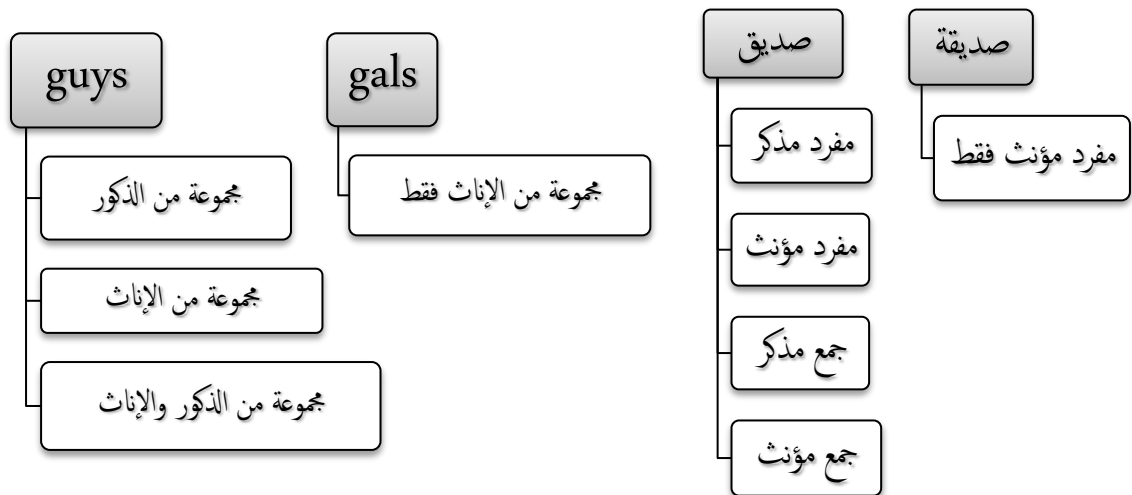 guys
مجموعة من الذكور
مجموعة من الإناث
مجموعة من الذكور والإناث
gals
مجموعة من الإناث فقط
صديق
مفرد مذكر
مفرد مؤنث
جمع مذكر
جمع مؤنث
صديقة
مفرد مؤنث فقط